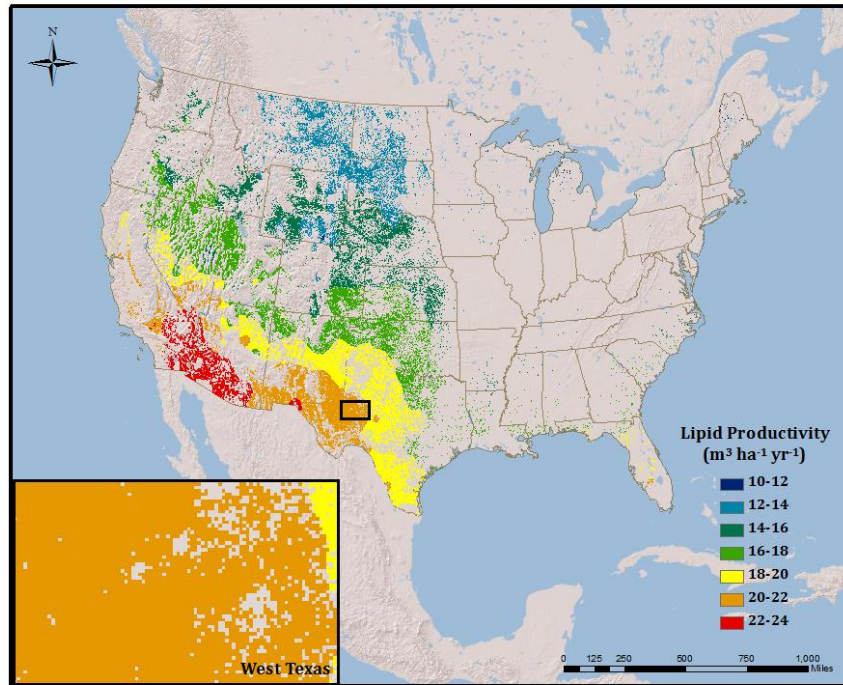 N
Lipid Productivity
(m³ ha⁻¹ yr⁻¹)
10-12
12-14
14-16
16-18
18-20
20-22
22-24
West Texas
0 125 250 500 750 1,000
Miles